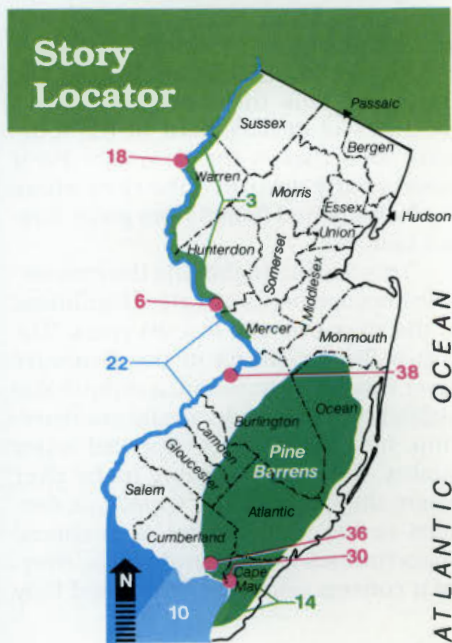 Story
Locator
Passaic
Sussex
Bergen
18
Warren
Morris
3
Essex
Hudson
Union
Hunterdon
Somerset
Middlesex
6
Mercer
Monmouth
22
38
ATLANTIC OCEAN
Ocean
Burlington
Camden
Gloucester
Pine
Barrens
Salem
Atlantic
Cumberland
36
30
Cape
May
N
10
14